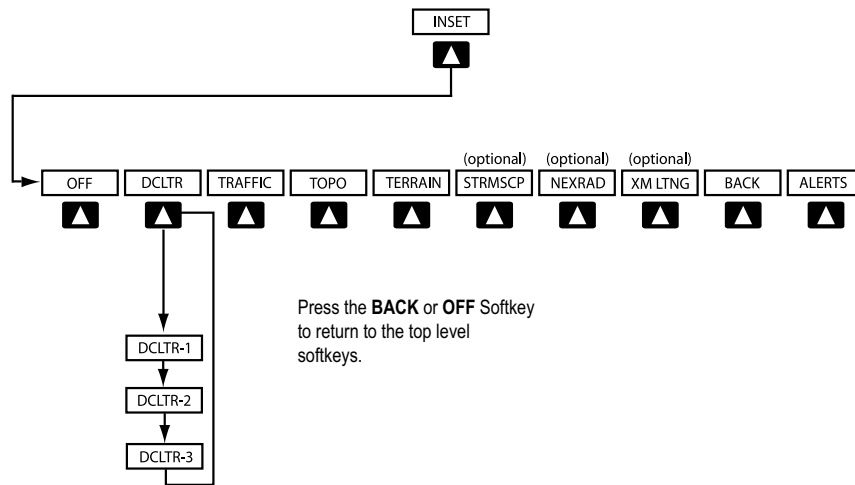 INSET
(optional) (optional) (optional)
OFF DCLTR TRAFFIC TOPO TERRAIN STRMSCP NEXRAD XM LTNG BACK ALERTS
Press the BACK or OFF Softkey
to return to the top level
softkeys.
DCLTR-1
DCLTR-2
DCLTR-3